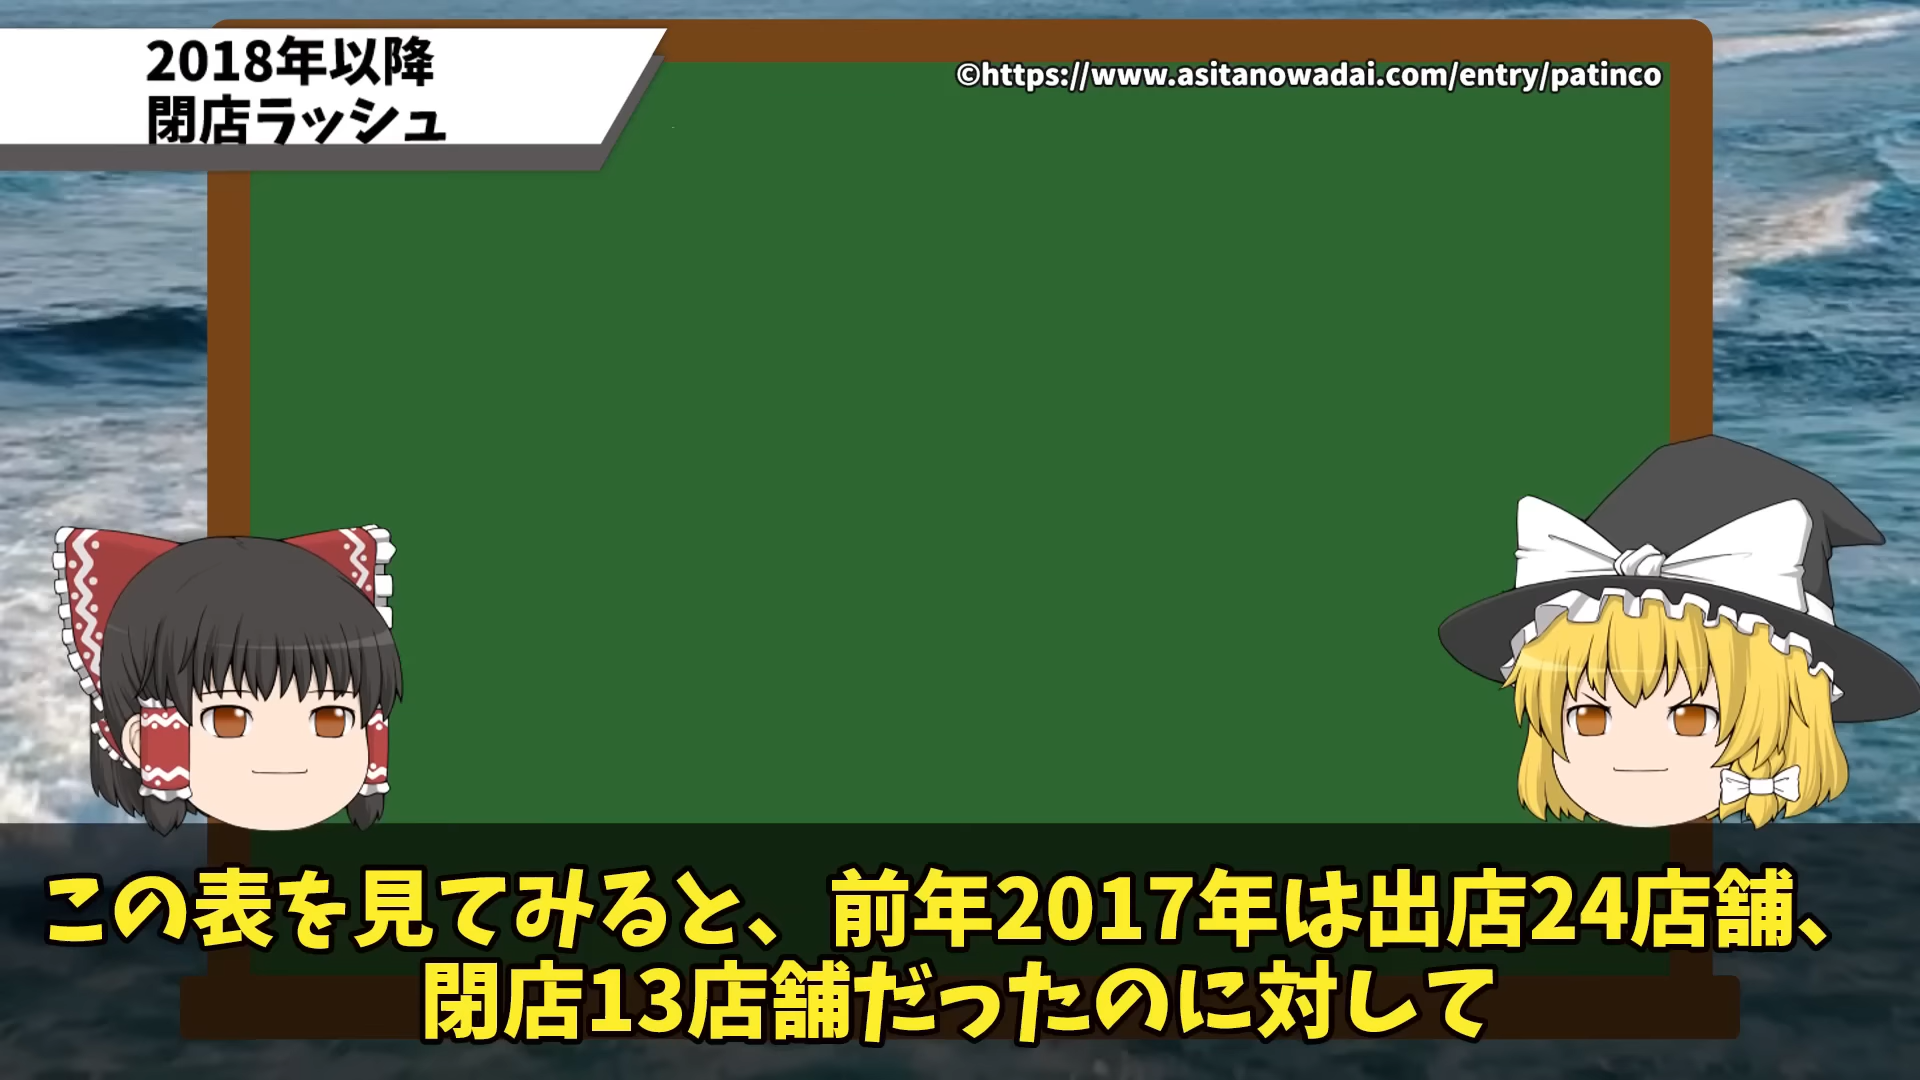 2018年以降
閉店ラッシュ
©https://www.asitanowadai.com/entry/patinco
この表を見てみると、前年2017年は出店24店舗、
閉店13店舗だったのに対して